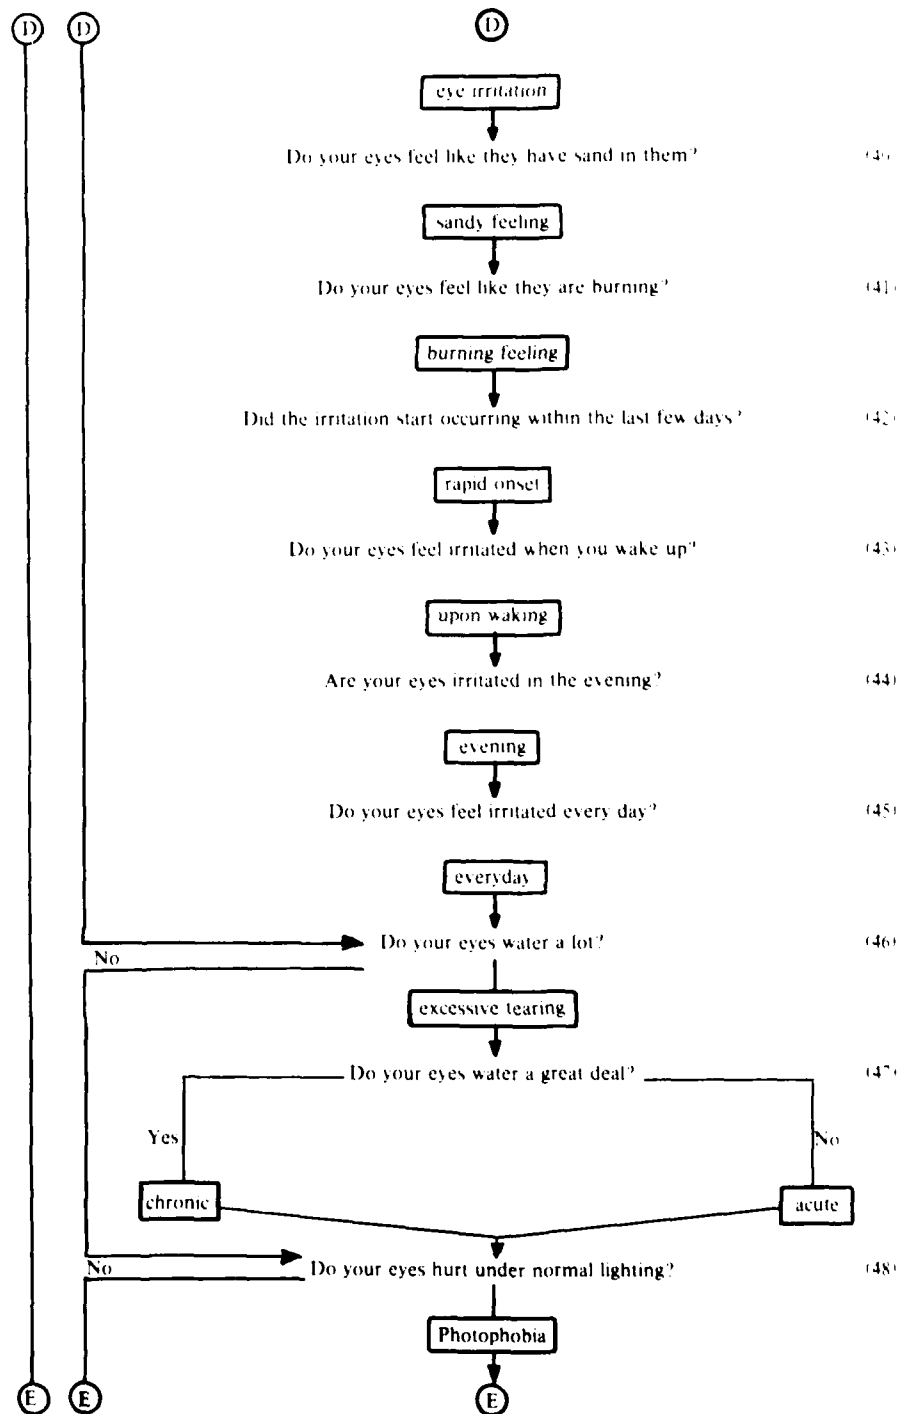 D D D
eye irritation
Do your eyes feel like they have sand in them?
sandy feeling
Do your eyes feel like they are burning? (41)
burning feeling
Did the irritation start occurring within the last few days? (42)
rapid onset
Do your eyes feel irritated when you wake up? (43)
upon waking
Are your eyes irritated in the evening? (44)
evening
Do your eyes feel irritated every day? (45)
everyday
Do your eyes water a lot? (46)
No
excessive tearing
Do your eyes water a great deal? (47)
Yes No
chronic acute
No Do your eyes hurt under normal lighting? (48)
Photophobia
E E E